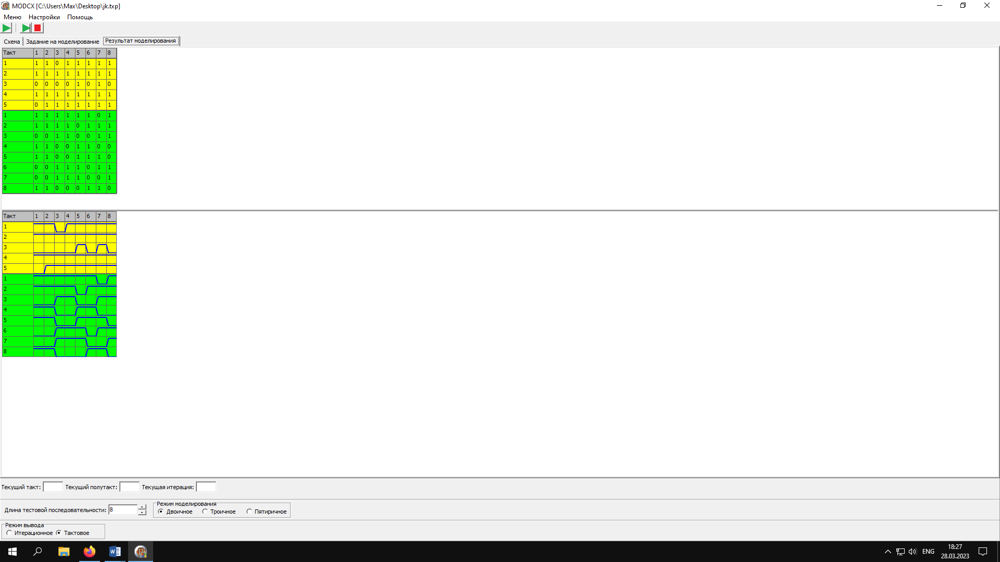 MODCX [C:\Users\Max\Desktop\jk.txp]
Меню Настройки Помощь
Схема Задание на моделирование Результат моделирования
Такт 1 2 3 4 5 6 7 8
1 1 1 0 1 1 1 1 1
2 1 1 1 1 1 1 1 1
3 0 0 0 0 1 0 1 0
4 1 1 1 1 1 1 1 1
5 0 1 1 1 1 1 1 1
1 1 1 1 1 1 1 0 1
2 1 1 1 1 0 1 1 1
3 0 0 1 1 0 0 1 1
4 1 1 0 0 1 1 0 0
5 1 1 0 0 1 1 1 0
6 0 0 1 1 1 0 1 1
7 0 0 1 1 1 0 0 1
8 1 1 0 0 0 1 1 0
Такт 1 2 3 4 5 6 7 8
1
2
3
4
5
1
2
3
4
5
6
7
8
Текущий такт: Текущий полутакт: Текущая итерация:
Длина тестовой последовательности: 8
Режим моделирования
Двоичное Троичное Пятиричное
Режим вывода
Итерационное Тактовое
ENG
18:27
28.03.2023